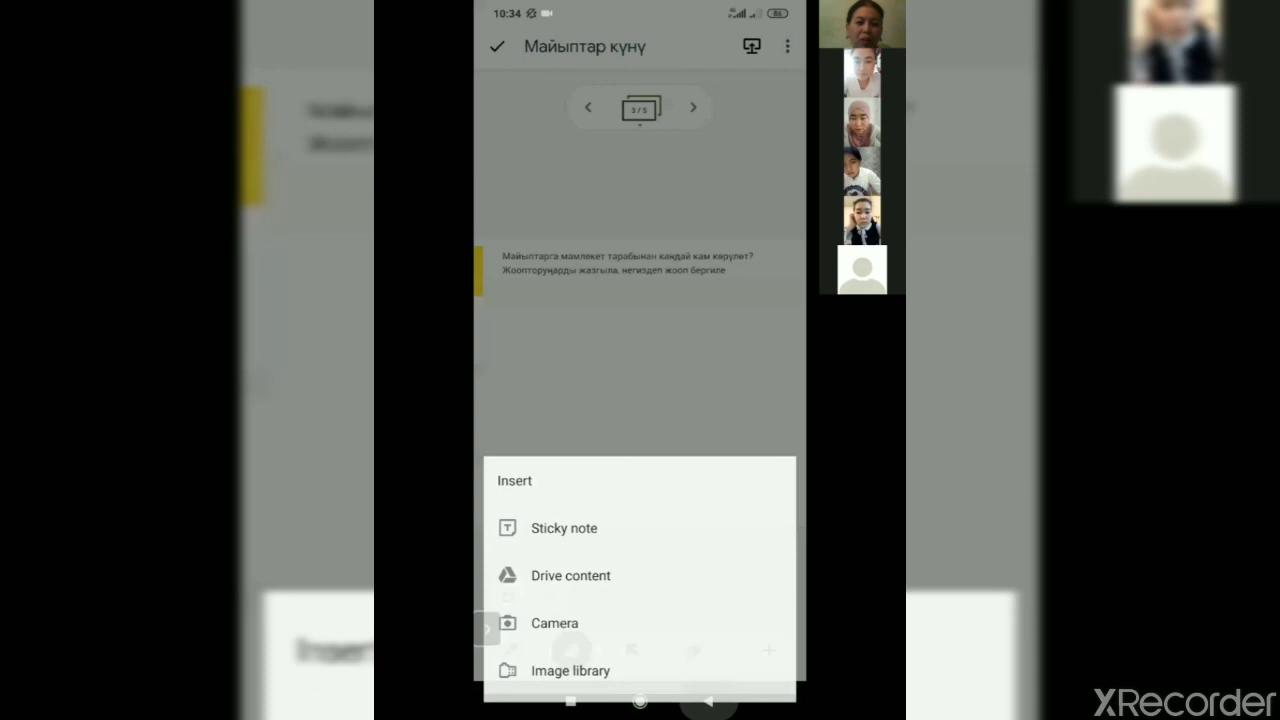 10:34
86
Майыптар күнү
3 / 5
Майыптарга мамлекет тарабынан кандай кам көрүлөт?
Жоопторуңарды жазгыла, негиздеп жооп бергиле
Insert
Sticky note
Drive content
Camera
Image library
XRecorder